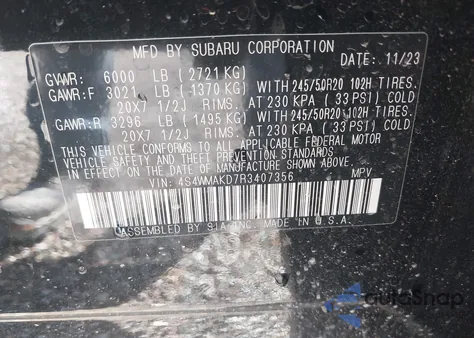 MFD BY SUBARU CORPORATION
DATE: 11/23
GVWR: 6000 LB (2721 KG)
GAWR:F 3021 LB (1370 KG) WITH 245/50R20 102H TIRES.
20X7 1/2J RIMS. AT 230 KPA (33 PSI) COLD
GAWR:R 3296 LB (1495 KG) WITH 245/50R20 102H TIRES.
20X7 1/2J RIMS. AT 230 KPA (33 PSI) COLD
THIS VEHICLE CONFORMS TO ALL APPLICABLE FEDERAL MOTOR
VEHICLE SAFETY STANDARDS
IN EFFECT ON THE DATE OF MANUFACTURE SHOWN ABOVE.
VIN: 4S4WMAKD7R3407356 MPV
ASSEMBLED BY SIA, INC. MADE IN U.S.A.
autoSnap